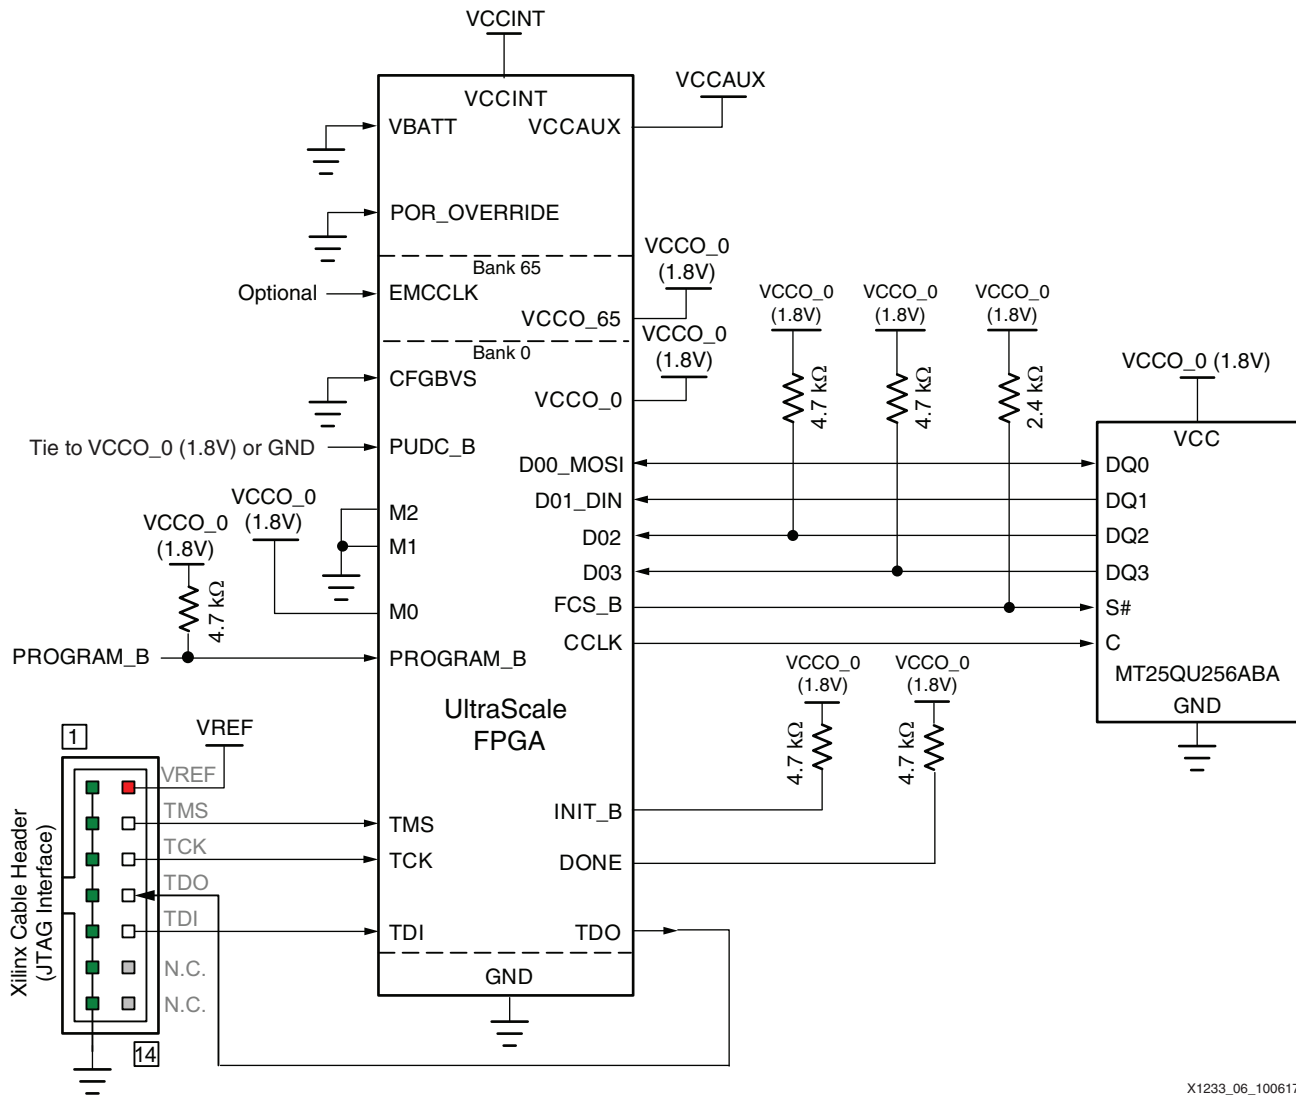 VCCINT
VCCINT
VCCAUX
VBATT
VCCAUX
POR_OVERRIDE
Bank 65
VCCO_0
(1.8V)
Optional
EMCCLK
VCCO_65
Bank 0
VCCO_0
(1.8V)
CFGBVS
VCCO_0
VCCO_0
(1.8V)
VCCO_0
(1.8V)
VCCO_0
(1.8V)
4.7 kΩ
4.7 kΩ
2.4 kΩ
VCCO_0 (1.8V)
VCC
Tie to VCCO_0 (1.8V) or GND
PUDC_B
D00_MOSI
DQ0
D01_DIN
DQ1
D02
DQ2
D03
DQ3
FCS_B
S#
CCLK
C
MT25QU256ABA
GND
VCCO_0
(1.8V)
M2
M1
M0
VCCO_0
(1.8V)
4.7 kΩ
PROGRAM_B
PROGRAM_B
UltraScale
FPGA
VCCO_0
(1.8V)
VCCO_0
(1.8V)
4.7 kΩ
4.7 kΩ
INIT_B
DONE
1
VREF
VREF
TMS
TCK
TDO
TDI
N.C.
N.C.
14
Xilinx Cable Header
(JTAG Interface)
TMS
TCK
TDI
TDO
GND
X1233_06_100617